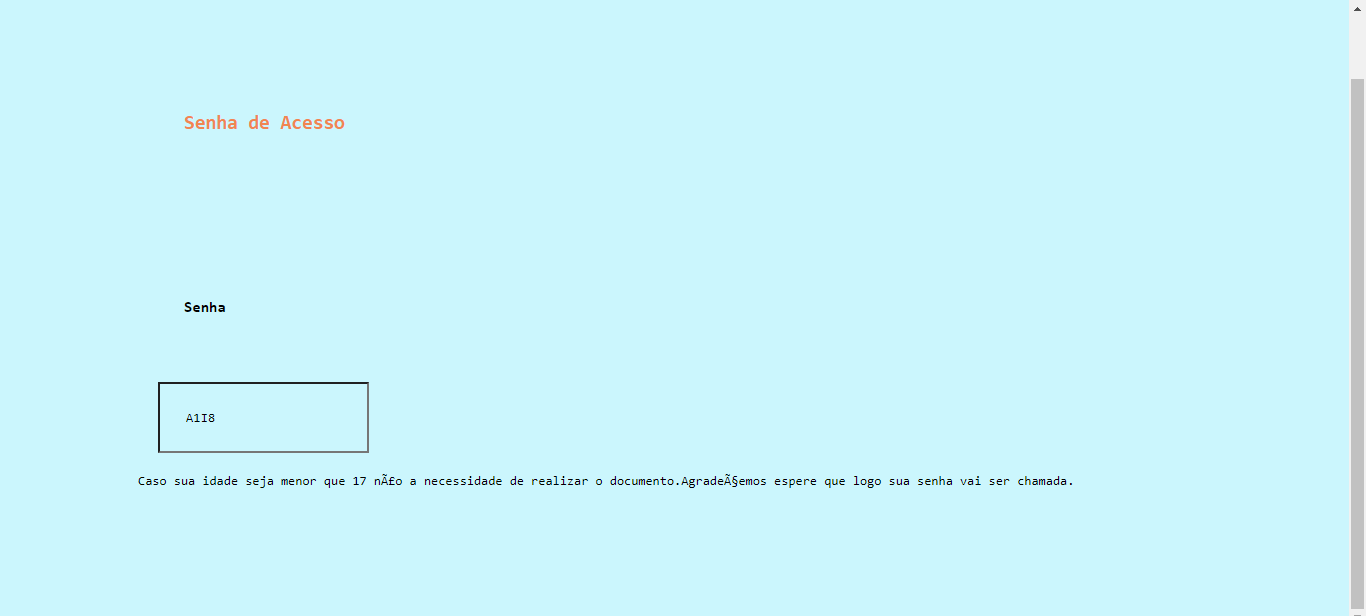 Senha de Acesso
Senha
A1I8
Caso sua idade seja menor que 17 nÃ£o a necessidade de realizar o documento.AgradeÃ§emos espere que logo sua senha vai ser chamada.